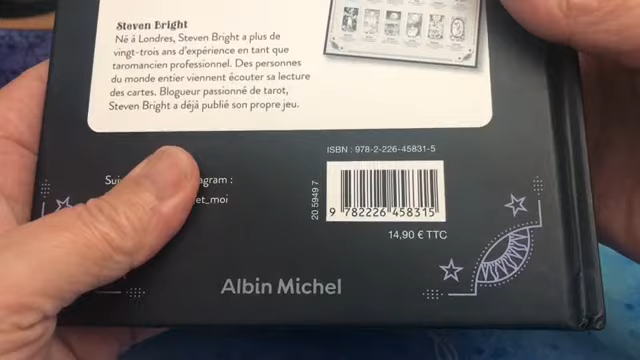 Steven Bright
Né à Londres, Steven Bright a plus de
vingt-trois ans d'expérience en tant que
taromancien professionnel. Des personnes
du monde entier viennent écouter sa lecture
des cartes. Blogueur passionné de tarot,
Steven Bright a déjà publié son propre jeu.
ISBN : 978-2-226-45831-5
20 5949 7
9 782226 458315
14,90 € TTC
et_moi
Albin Michel